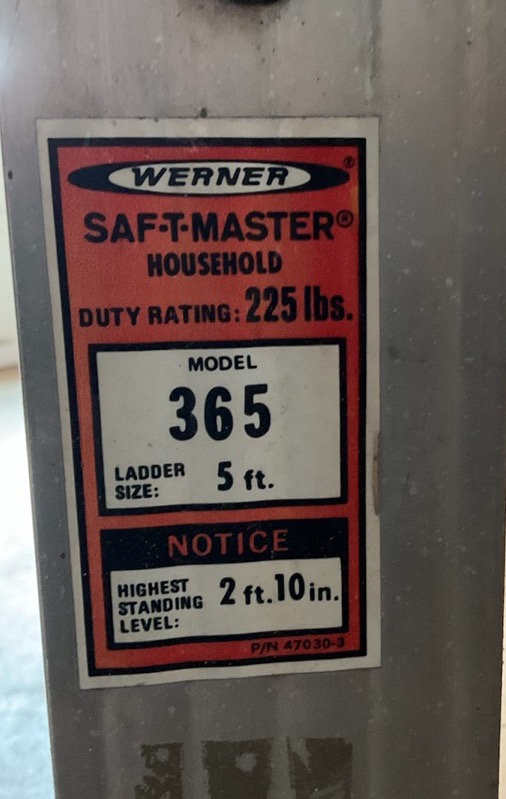 WERNER®
SAF-T-MASTER®
HOUSEHOLD
DUTY RATING: 225 lbs.
MODEL
365
LADDER SIZE: 5 ft.
NOTICE
HIGHEST STANDING LEVEL: 2 ft. 10 in.
P/N 47030-3